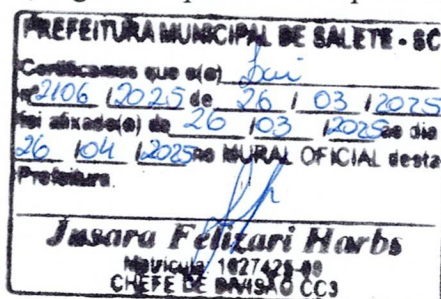 PREFEITURA MUNICIPAL DE SALETE - SC
Certificamos que o(a) Lei
nº 2106 /2025 de 26 / 03 /2025
foi afixado(a) de 26 /03 /2025 ao dia
26 /04 /2025 no MURAL OFICIAL desta
Prefeitura.
Jusara Felizari Harbs
Matricula: 1827428-00
CHEFE DE DIVISÃO CC3